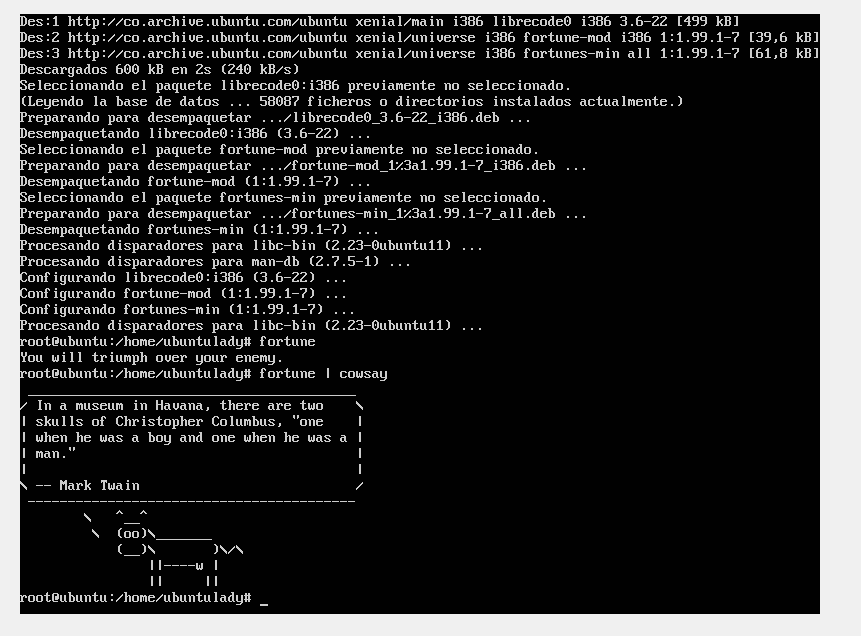 Des:1 http://co.archive.ubuntu.com/ubuntu xenial/main i386 librecode0 i386 3.6-22 [499 kB]
Des:2 http://co.archive.ubuntu.com/ubuntu xenial/universe i386 fortune-mod i386 1:1.99.1-7 [39,6 kB]
Des:3 http://co.archive.ubuntu.com/ubuntu xenial/universe i386 fortunes-min all 1:1.99.1-7 [61,8 kB]
Descargados 600 kB en 2s (240 kB/s)
Seleccionando el paquete librecode0:i386 previamente no seleccionado.
(Leyendo la base de datos ... 58087 ficheros o directorios instalados actualmente.)
Preparando para desempaquetar .../librecode0_3.6-22_i386.deb ...
Desempaquetando librecode0:i386 (3.6-22) ...
Seleccionando el paquete fortune-mod previamente no seleccionado.
Preparando para desempaquetar .../fortune-mod_1%3a1.99.1-7_i386.deb ...
Desempaquetando fortune-mod (1:1.99.1-7) ...
Seleccionando el paquete fortunes-min previamente no seleccionado.
Preparando para desempaquetar .../fortunes-min_1%3a1.99.1-7_all.deb ...
Desempaquetando fortunes-min (1:1.99.1-7) ...
Procesando disparadores para libc-bin (2.23-0ubuntu11) ...
Procesando disparadores para man-db (2.7.5-1) ...
Configurando librecode0:i386 (3.6-22) ...
Configurando fortune-mod (1:1.99.1-7) ...
Configurando fortunes-min (1:1.99.1-7) ...
Procesando disparadores para libc-bin (2.23-0ubuntu11) ...
root@ubuntu:/home/ubuntulady# fortune
You will triumph over your enemy.
root@ubuntu:/home/ubuntulady# fortune | cowsay
 _________________________________________
/ In a museum in Havana, there are two    \
| skulls of Christopher Columbus, "one    |
| when he was a boy and one when he was a |
| man."                                   |
|                                         |
\ -- Mark Twain                           /
 -----------------------------------------
        \   ^__^
         \  (oo)\_______
            (__)\       )\/\
                ||----w |
                ||     ||
root@ubuntu:/home/ubuntulady# _